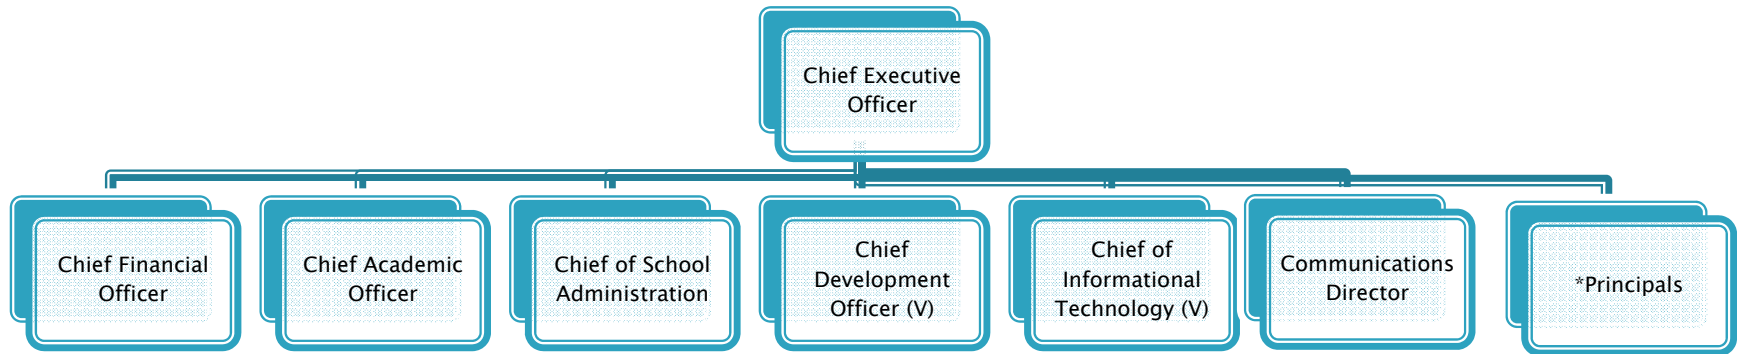 Chief Executive
Officer
Chief Financial
Officer
Chief Academic
Officer
Chief of School
Administration
Chief
Development
Officer (V)
Chief of
Informational
Technology (V)
Communications
Director
*Principals